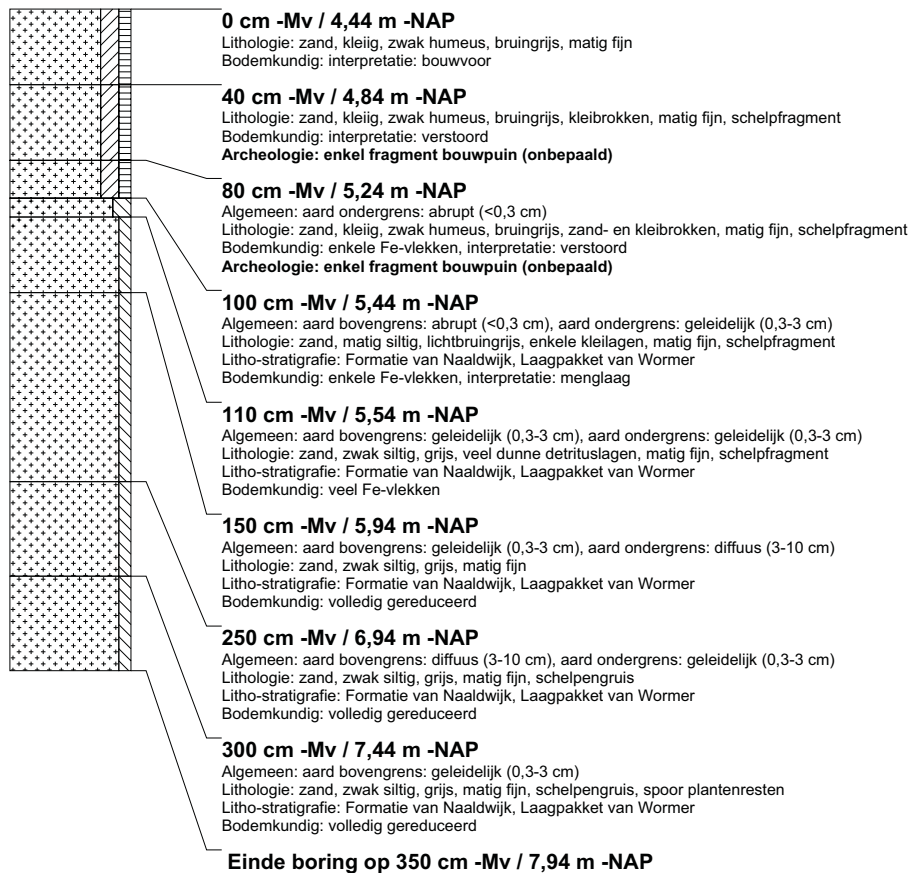 0 cm -Mv / 4,44 m -NAP
Lithologie: zand, kleiig, zwak humeus, bruingrijs, matig fijn
Bodemkundig: interpretatie: bouwvoor
40 cm -Mv / 4,84 m -NAP
Lithologie: zand, kleiig, zwak humeus, bruingrijs, kleibrokken, matig fijn, schelpfragment
Bodemkundig: interpretatie: verstoord
Archeologie: enkel fragment bouwpuin (onbepaald)
80 cm -Mv / 5,24 m -NAP
Algemeen: aard ondergrens: abrupt (<0,3 cm)
Lithologie: zand, kleiig, zwak humeus, bruingrijs, zand- en kleibrokken, matig fijn, schelpfragment
Bodemkundig: enkele Fe-vlekken, interpretatie: verstoord
Archeologie: enkel fragment bouwpuin (onbepaald)
100 cm -Mv / 5,44 m -NAP
Algemeen: aard bovengrens: abrupt (<0,3 cm), aard ondergrens: geleidelijk (0,3-3 cm)
Lithologie: zand, matig siltig, lichtbruingrijs, enkele kleilagen, matig fijn, schelpfragment
Litho-stratigrafie: Formatie van Naaldwijk, Laagpakket van Wormer
Bodemkundig: enkele Fe-vlekken, interpretatie: menglaag
110 cm -Mv / 5,54 m -NAP
Algemeen: aard bovengrens: geleidelijk (0,3-3 cm), aard ondergrens: geleidelijk (0,3-3 cm)
Lithologie: zand, zwak siltig, grijs, veel dunne detrituslagen, matig fijn, schelpfragment
Litho-stratigrafie: Formatie van Naaldwijk, Laagpakket van Wormer
Bodemkundig: veel Fe-vlekken
150 cm -Mv / 5,94 m -NAP
Algemeen: aard bovengrens: geleidelijk (0,3-3 cm), aard ondergrens: diffuus (3-10 cm)
Lithologie: zand, zwak siltig, grijs, matig fijn
Litho-stratigrafie: Formatie van Naaldwijk, Laagpakket van Wormer
Bodemkundig: volledig gereduceerd
250 cm -Mv / 6,94 m -NAP
Algemeen: aard bovengrens: diffuus (3-10 cm), aard ondergrens: geleidelijk (0,3-3 cm)
Lithologie: zand, zwak siltig, grijs, matig fijn, schelpengruis
Litho-stratigrafie: Formatie van Naaldwijk, Laagpakket van Wormer
Bodemkundig: volledig gereduceerd
300 cm -Mv / 7,44 m -NAP
Algemeen: aard bovengrens: geleidelijk (0,3-3 cm)
Lithologie: zand, zwak siltig, grijs, matig fijn, schelpengruis, spoor plantenresten
Litho-stratigrafie: Formatie van Naaldwijk, Laagpakket van Wormer
Bodemkundig: volledig gereduceerd
Einde boring op 350 cm -Mv / 7,94 m -NAP